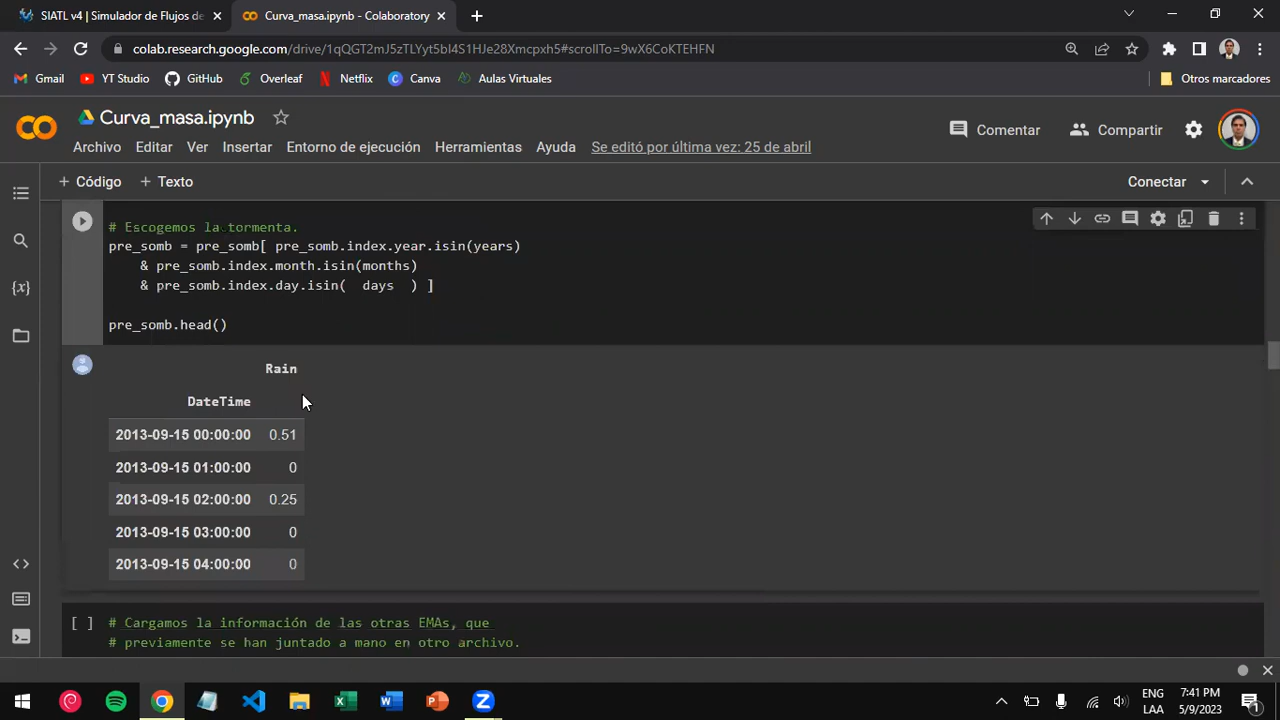 SIATL v4 | Simulador de Flujos de
Curva_masa.ipynb - Colaboratory
colab.research.google.com/drive/1qQGT2mJ5zTLYyt5bI4S1HJe28Xmcpxh5#scrollTo=9wX6CoKTEHFN
Gmail
YT Studio
GitHub
Overleaf
Netflix
Canva
Aulas Virtuales
Otros marcadores
Curva_masa.ipynb
Comentar
Compartir
Archivo
Editar
Ver
Insertar
Entorno de ejecución
Herramientas
Ayuda
Se editó por última vez: 25 de abril
+ Código
+ Texto
Conectar
# Escogemos la tormenta.
pre_somb = pre_somb[ pre_somb.index.year.isin(years)
& pre_somb.index.month.isin(months)
& pre_somb.index.day.isin( days ) ]
pre_somb.head()
Rain
DateTime
2013-09-15 00:00:00 0.51
2013-09-15 01:00:00 0
2013-09-15 02:00:00 0.25
2013-09-15 03:00:00 0
2013-09-15 04:00:00 0
[ ] # Cargamos la información de las otras EMAs, que
# previamente se han juntado a mano en otro archivo.
ENG
LAA
7:41 PM
5/9/2023
1